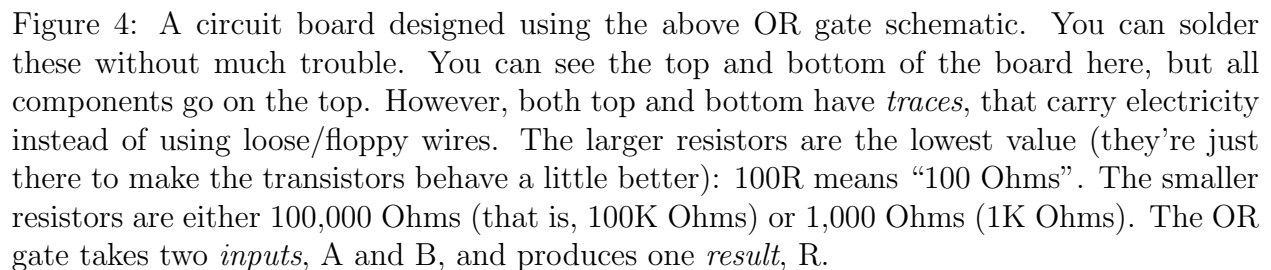 Figure 4: A circuit board designed using the above OR gate schematic. You can solder
these without much trouble. You can see the top and bottom of the board here, but all
components go on the top. However, both top and bottom have traces, that carry electricity
instead of using loose/floppy wires. The larger resistors are the lowest value (they're just
there to make the transistors behave a little better): 100R means “100 Ohms”. The smaller
resistors are either 100,000 Ohms (that is, 100K Ohms) or 1,000 Ohms (1K Ohms). The OR
gate takes two inputs, A and B, and produces one result, R.